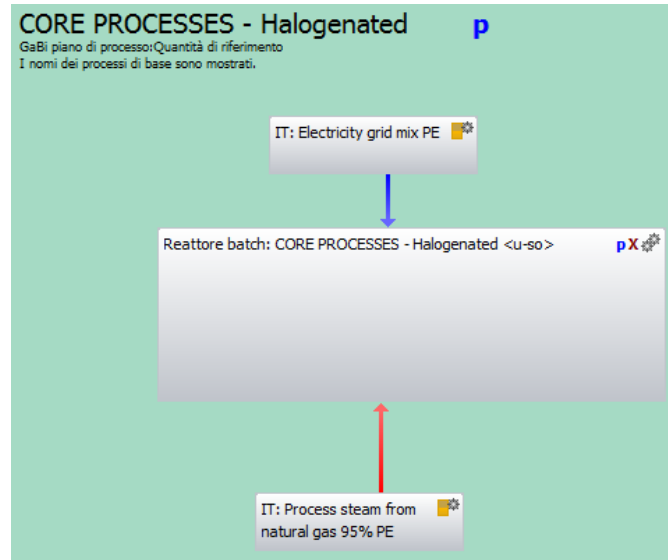 CORE PROCESSES - Halogenated p
GaBi piano di processo:Quantità di riferimento
I nomi dei processi di base sono mostrati.
IT: Electricity grid mix PE
Reattore batch: CORE PROCESSES - Halogenated <u-so> p X
IT: Process steam from
natural gas 95% PE